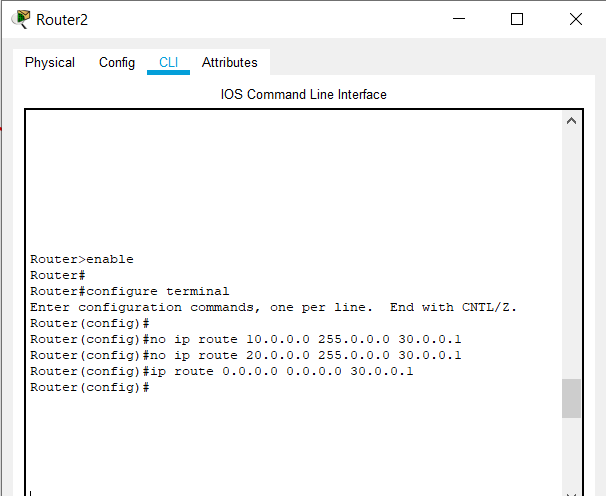 Router2
Physical Config CLI Attributes
IOS Command Line Interface
Router>enable
Router#
Router#configure terminal
Enter configuration commands, one per line.  End with CNTL/Z.
Router(config)#
Router(config)#no ip route 10.0.0.0 255.0.0.0 30.0.0.1
Router(config)#no ip route 20.0.0.0 255.0.0.0 30.0.0.1
Router(config)#ip route 0.0.0.0 0.0.0.0 30.0.0.1
Router(config)#